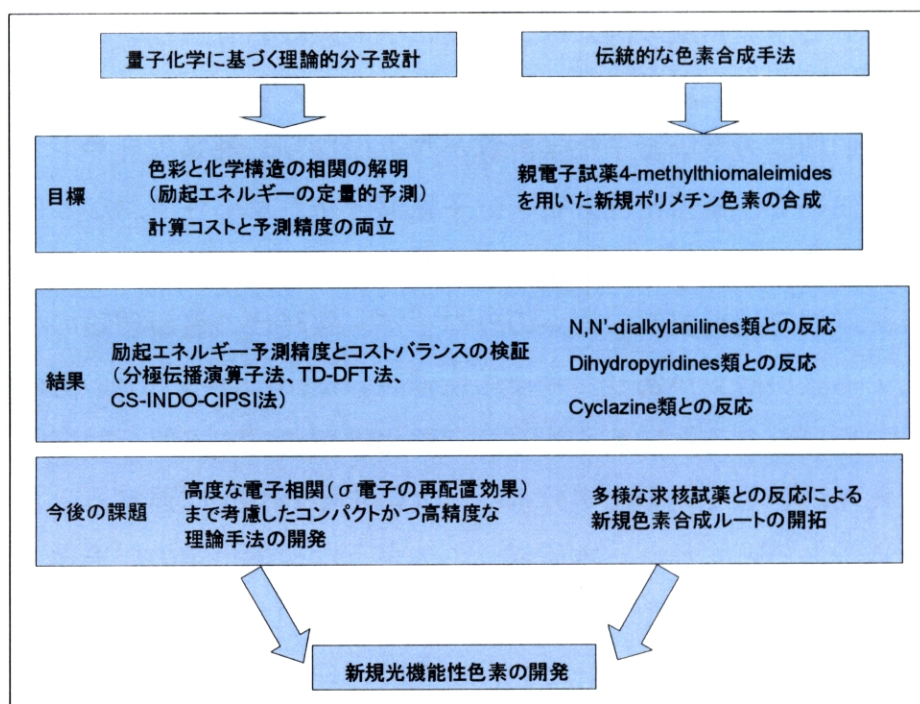 量子化学に基づく理論的分子設計
伝統的な色素合成手法
目標
色彩と化学構造の相関の解明
(励起エネルギーの定量的予測)
計算コストと予測精度の両立
親電子試薬4-methylthiomaleimides
を用いた新規ポリメチン色素の合成
結果
励起エネルギー予測精度とコストバランスの検証
(分極伝播演算子法、TD-DFT法、
CS-INDO-CIPSI法)
N,N'-dialkylanilines類との反応
Dihydropyridines類との反応
Cyclazine類との反応
今後の課題
高度な電子相関(σ電子の再配置効果)
まで考慮したコンパクトかつ高精度な
理論手法の開発
多様な求核試薬との反応による
新規色素合成ルートの開拓
新規光機能性色素の開発